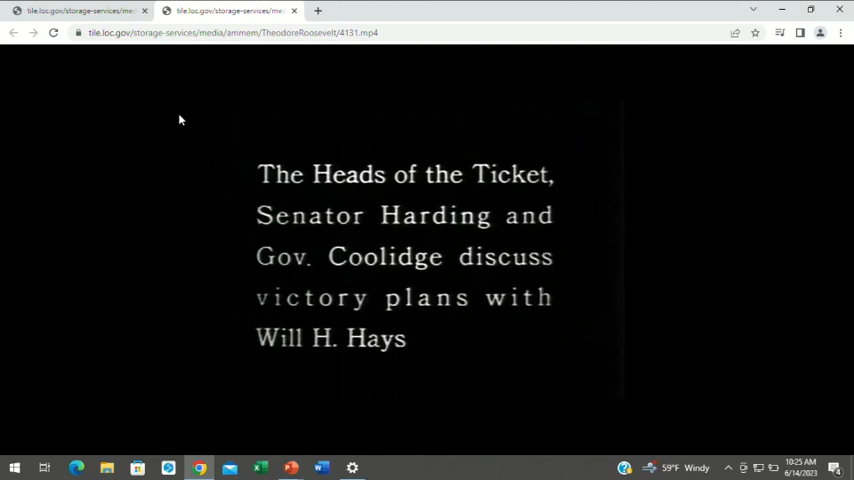 tile.loc.gov/storage-services/me
tile.loc.gov/storage-services/me
tile.loc.gov/storage-services/media/ammem/TheodoreRoosevelt/4131.mp4
The Heads of the Ticket,
Senator Harding and
Gov. Coolidge discuss
victory plans with
Will H. Hays
59°F Windy
10:25 AM
6/14/2023
4